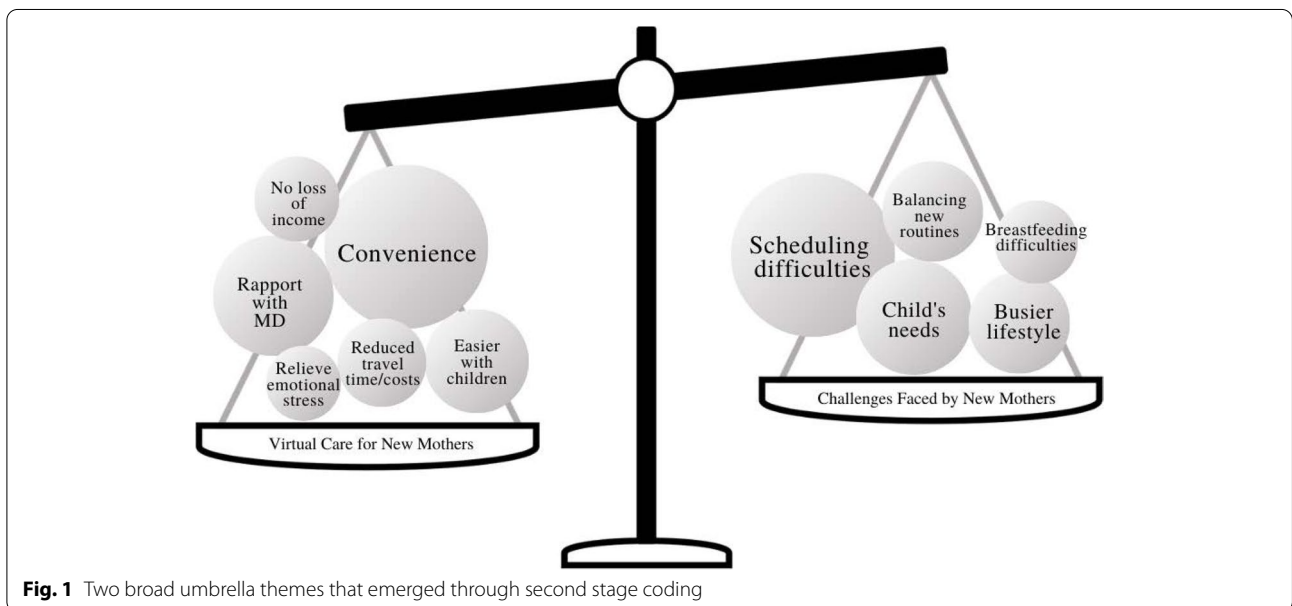 No loss
of
income
Convenience
Rapport
with
MD
Relieve
emotional
stress
Reduced
travel
time/costs
Easier
with
children
Virtual Care for New Mothers
Scheduling
difficulties
Balancing
new
routines
Breastfeeding
difficulties
Child's
needs
Busier
lifestyle
Challenges Faced by New Mothers
Fig. 1 Two broad umbrella themes that emerged through second stage coding